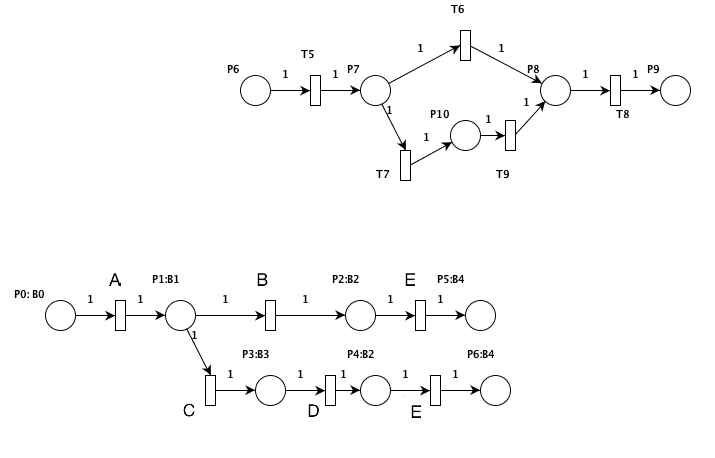 T6
1 1
T5
P6 1 1 P7 P8 1 1 P9
1 P10 1 T8
1 1
T7 T9
A P1:B1 B P2:B2 E P5:B4
P0: B0 1 1 1 1 1 1
1
P3:B3 P4:B2 P6:B4
1 1 1 1 1
C D E